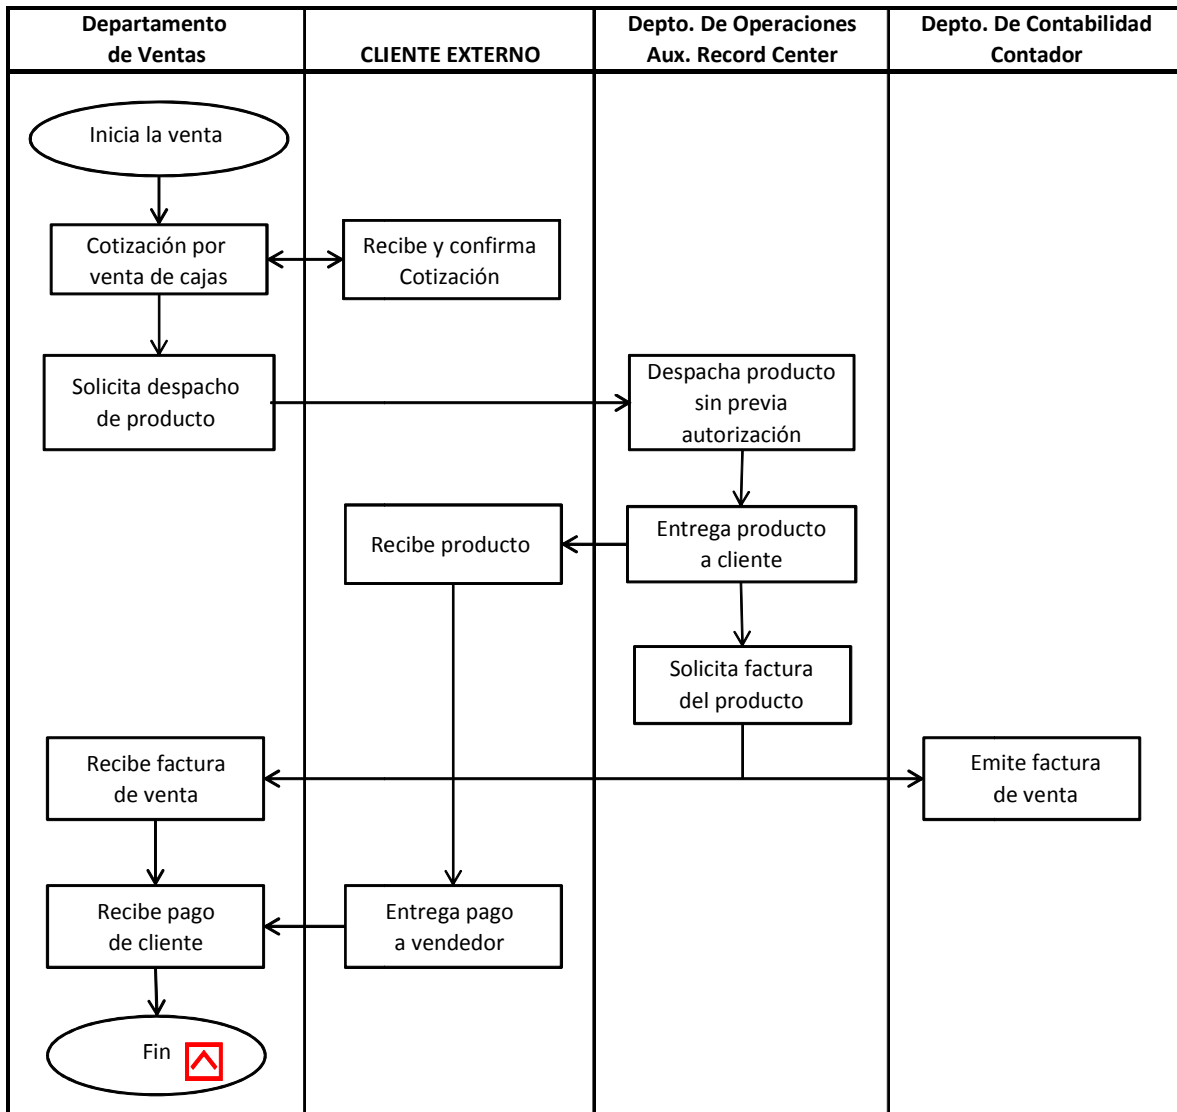 Departamento
de Ventas
CLIENTE EXTERNO
Depto. De Operaciones
Aux. Record Center
Depto. De Contabilidad
Contador
Inicia la venta
Cotización por
venta de cajas
Recibe y confirma
Cotización
Solicita despacho
de producto
Despacha producto
sin previa
autorización
Recibe producto
Entrega producto
a cliente
Solicita factura
del producto
Recibe factura
de venta
Emite factura
de venta
Recibe pago
de cliente
Entrega pago
a vendedor
Fin